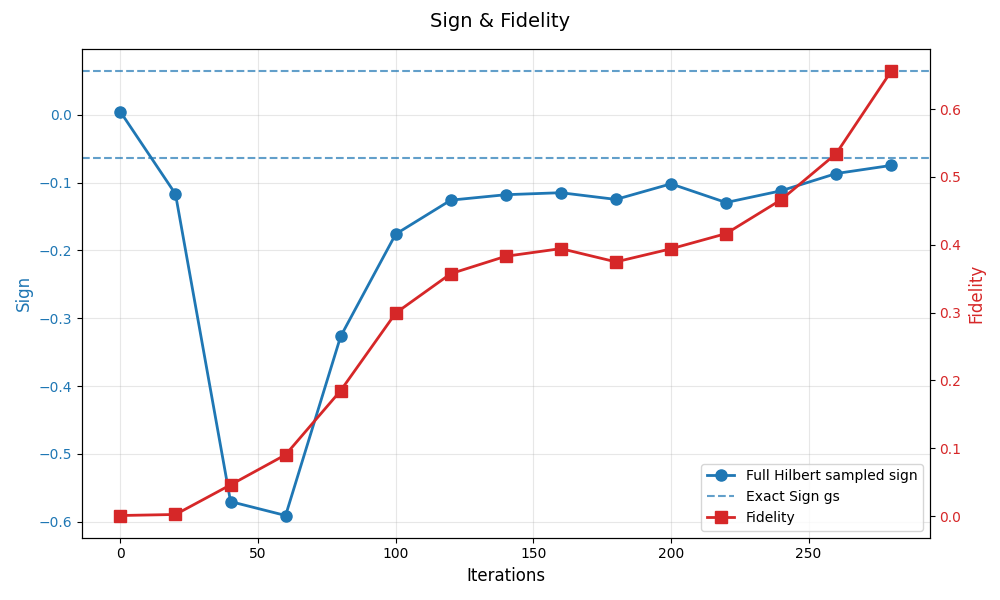 Sign & Fidelity
0.0
−0.1
−0.2
−0.3
−0.4
−0.5
−0.6
Sign
0.6
0.5
0.4
0.3
0.2
0.1
0.0
Fidelity
Full Hilbert sampled sign
Exact Sign gs
Fidelity
0 50 100 150 200 250
Iterations